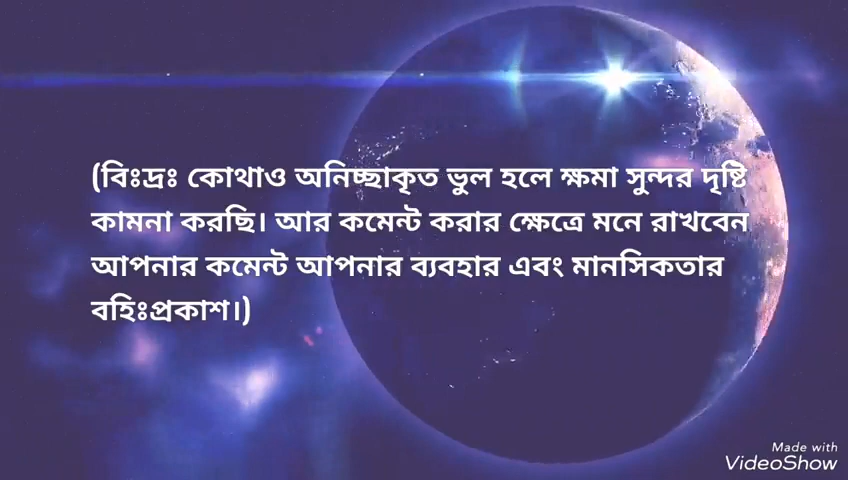 (বিঃদ্রঃ কোথাও অনিচ্ছাকৃত ভুল হলে ক্ষমা সুন্দর দৃষ্টি
কামনা করছি। আর কমেন্ট করার ক্ষেত্রে মনে রাখবেন
আপনার কমেন্ট আপনার ব্যবহার এবং মানসিকতার
বহিঃপ্রকাশ।)
Made with
VideoShow